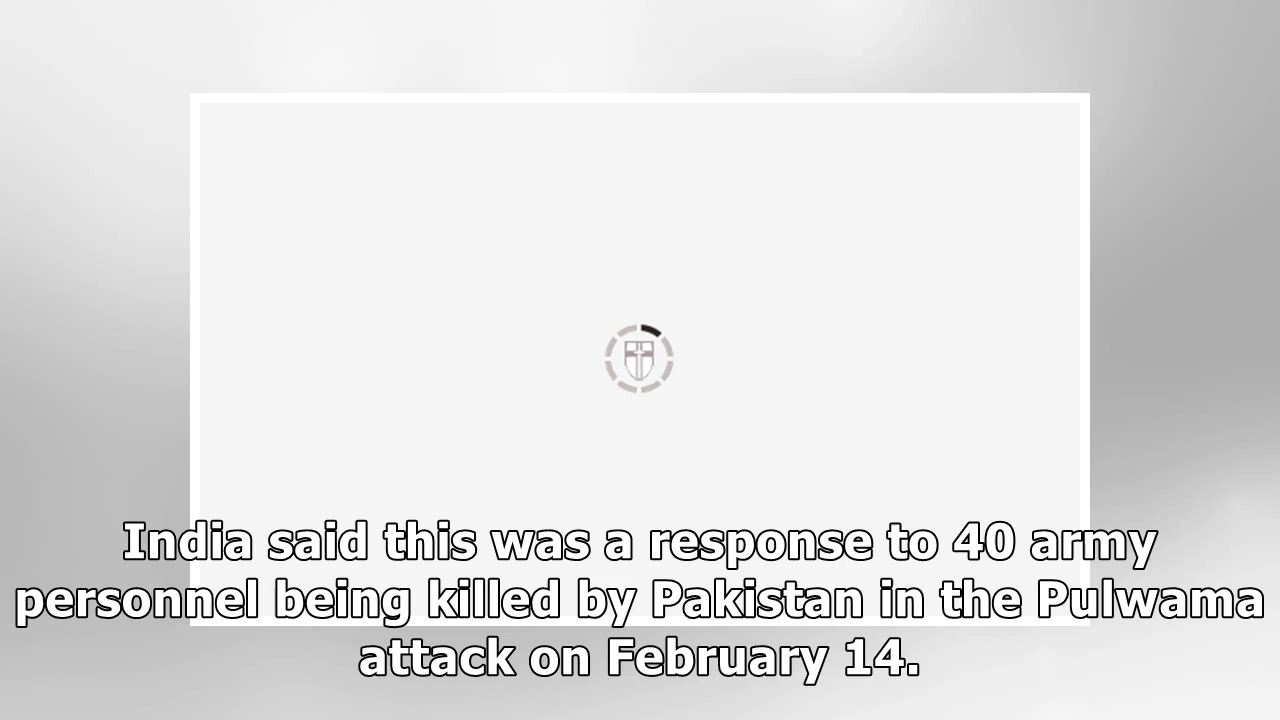 India said this was a response to 40 army
personnel being killed by Pakistan in the Pulwama
attack on February 14.